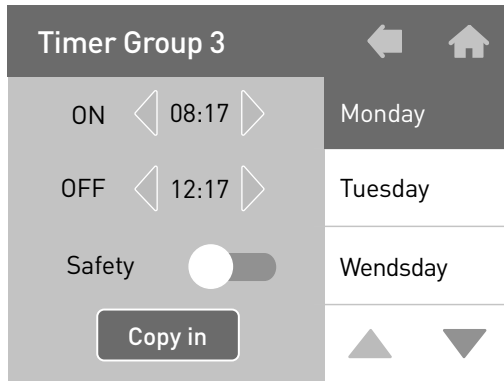 Timer Group 3
ON 08:17
OFF 12:17
Safety
Copy in
Monday
Tuesday
Wendsday